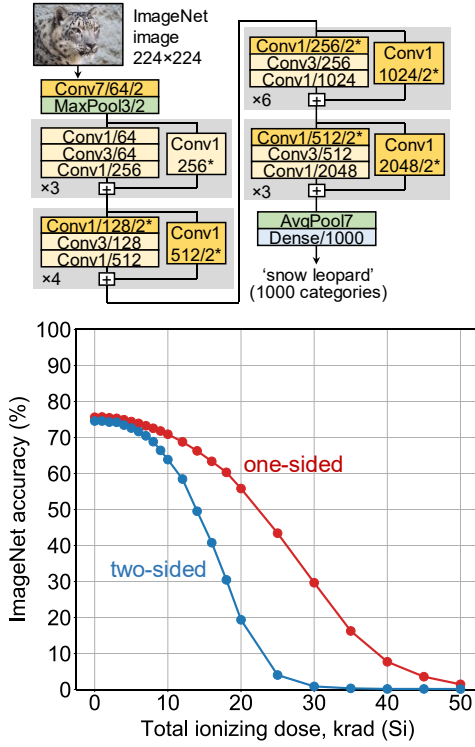 ImageNet
image
224×224
Conv7/64/2
MaxPool3/2
Conv1/64
Conv3/64
Conv1/256
Conv1
256*
×3
+
Conv1/128/2*
Conv3/128
Conv1/512
Conv1
512/2*
×4
+
Conv1/256/2*
Conv3/256
Conv1/1024
Conv1
1024/2*
×6
+
Conv1/512/2*
Conv3/512
Conv1/2048
Conv1
2048/2*
×3
+
AvgPool7
Dense/1000
‘snow leopard’
(1000 categories)
ImageNet accuracy (%)
100
90
80
70
60
50
40
30
20
10
0
one-sided
two-sided
0
10
20
30
40
50
Total ionizing dose, krad (Si)